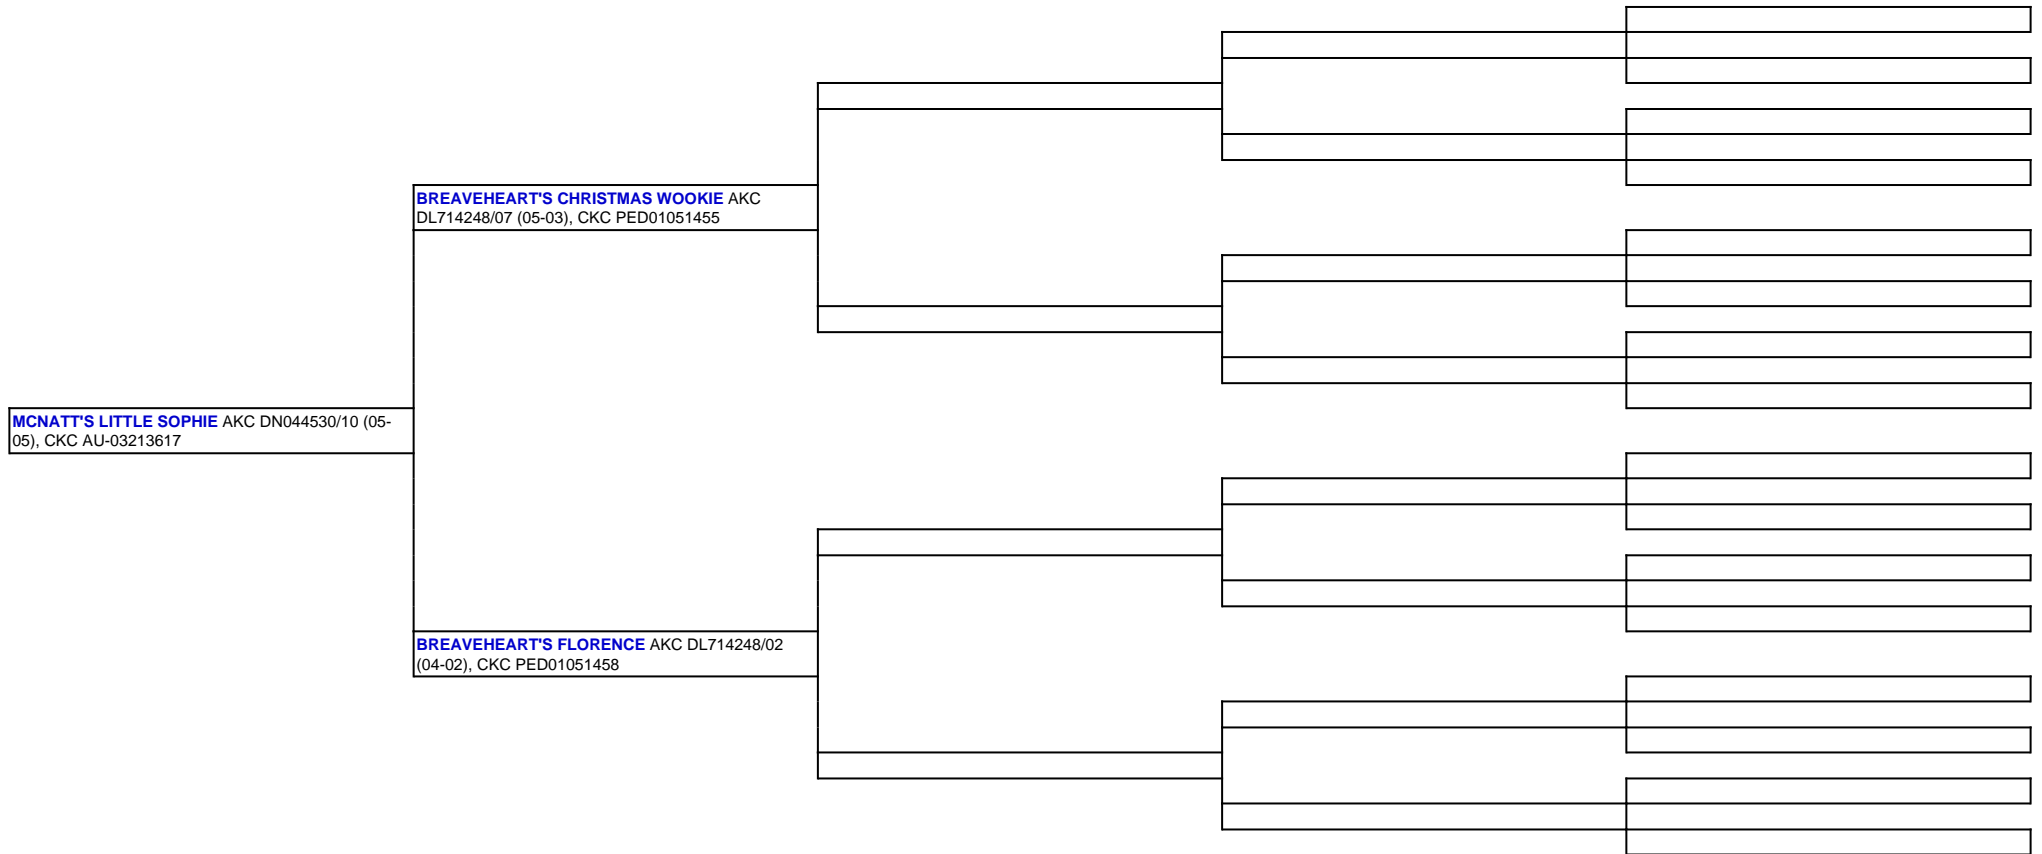 BREAVEHEART'S CHRISTMAS WOOKIE AKC
DL714248/07 (05-03), CKC PED01051455
MCNATT'S LITTLE SOPHIE AKC DN044530/10 (05-
05), CKC AU-03213617
BREAVEHEART'S FLORENCE AKC DL714248/02
(04-02), CKC PED01051458